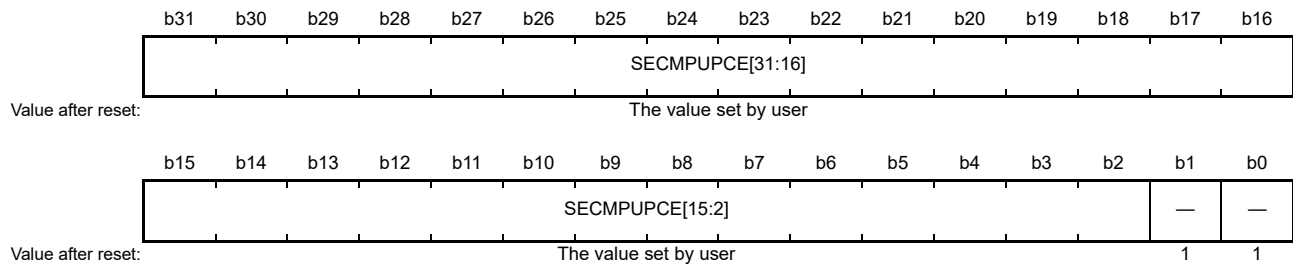 b31 b30 b29 b28 b27 b26 b25 b24 b23 b22 b21 b20 b19 b18 b17 b16
SECMPUPCE[31:16]
Value after reset: The value set by user
b15 b14 b13 b12 b11 b10 b9 b8 b7 b6 b5 b4 b3 b2 b1 b0
SECMPUPCE[15:2] — —
Value after reset: The value set by user 1 1